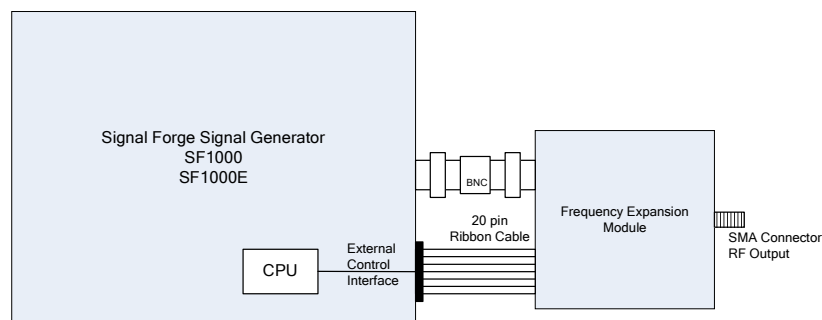 Signal Forge Signal Generator
SF1000
SF1000E
BNC
20 pin
Ribbon Cable
Frequency Expansion
Module
SMA Connector
RF Output
CPU
External
Control
Interface